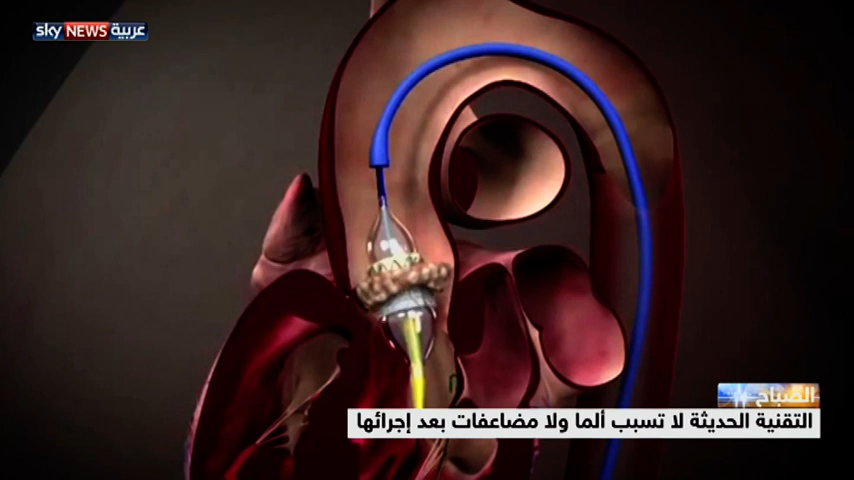 sky NEWS عربية
الصباح
التقنية الحديثة لا تسبب ألما ولا مضاعفات بعد إجرائها